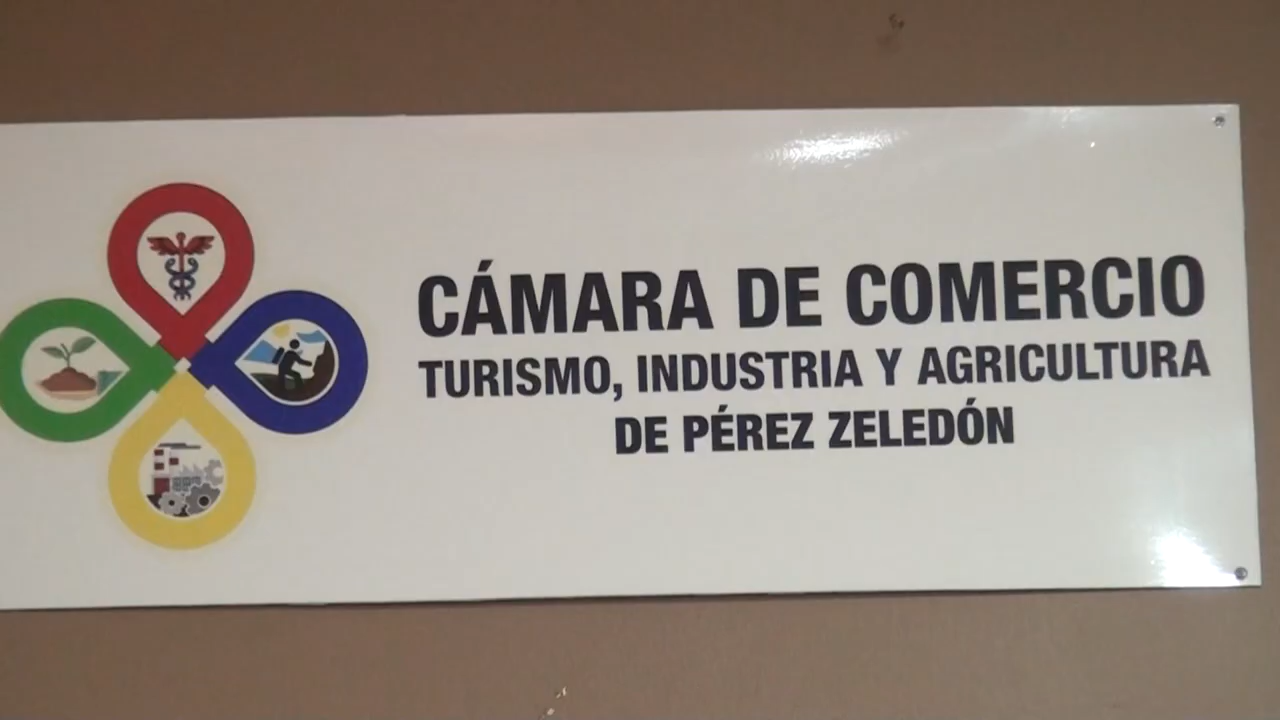 CÁMARA DE COMERCIO
TURISMO, INDUSTRIA Y AGRICULTURA
DE PÉREZ ZELEDÓN